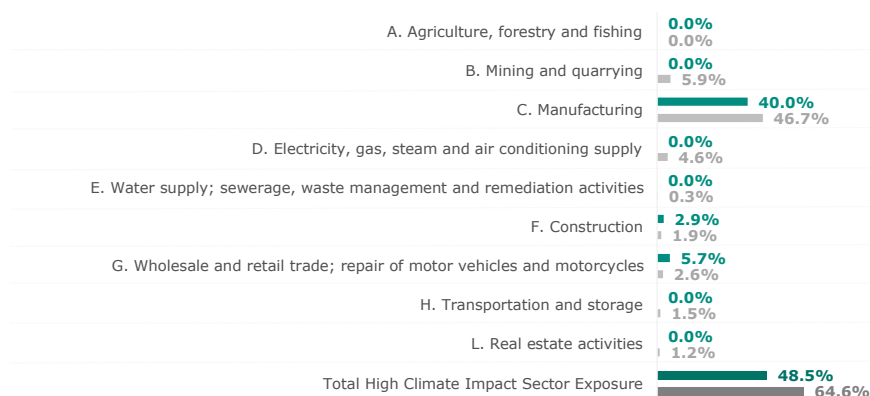 A. Agriculture, forestry and fishing
0.0%
0.0%
B. Mining and quarrying
0.0%
5.9%
C. Manufacturing
40.0%
46.7%
D. Electricity, gas, steam and air conditioning supply
0.0%
4.6%
E. Water supply; sewerage, waste management and remediation activities
0.0%
0.3%
F. Construction
2.9%
1.9%
G. Wholesale and retail trade; repair of motor vehicles and motorcycles
5.7%
2.6%
H. Transportation and storage
0.0%
1.5%
L. Real estate activities
0.0%
1.2%
Total High Climate Impact Sector Exposure
48.5%
64.6%